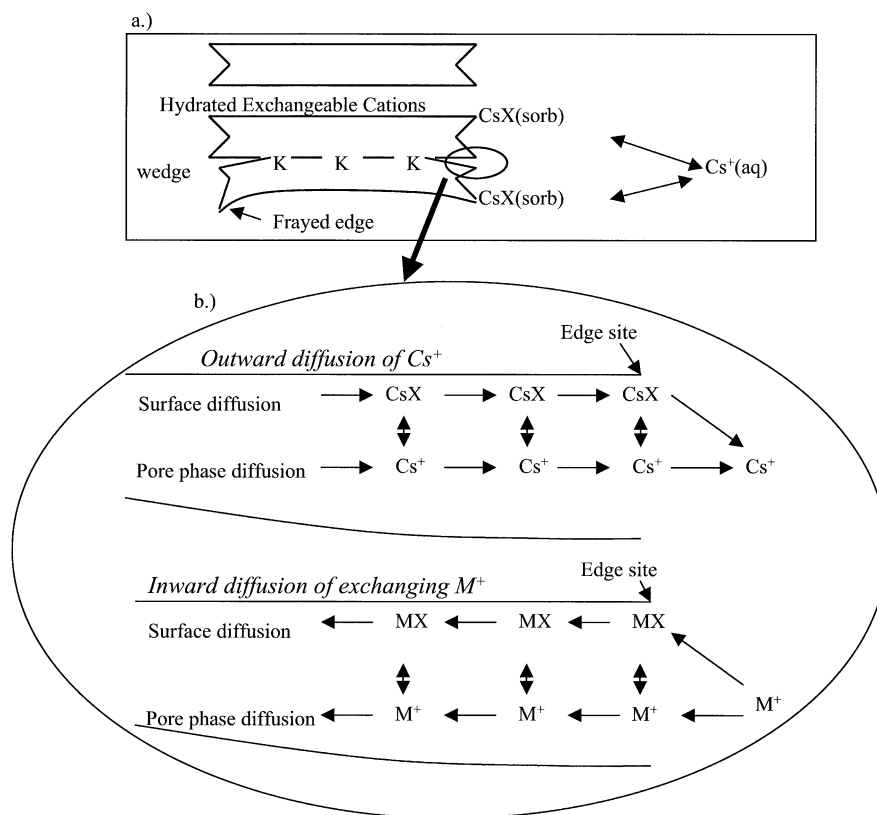 a.)
Hydrated Exchangeable Cations
CsX(sorb)
K K K
wedge
Cs⁺(aq)
CsX(sorb)
Frayed edge
b.)
Edge site
Outward diffusion of Cs⁺
Surface diffusion CsX CsX CsX
Pore phase diffusion Cs⁺ Cs⁺ Cs⁺ Cs⁺
Edge site
Inward diffusion of exchanging M⁺
Surface diffusion MX MX MX
Pore phase diffusion M⁺ M⁺ M⁺ M⁺